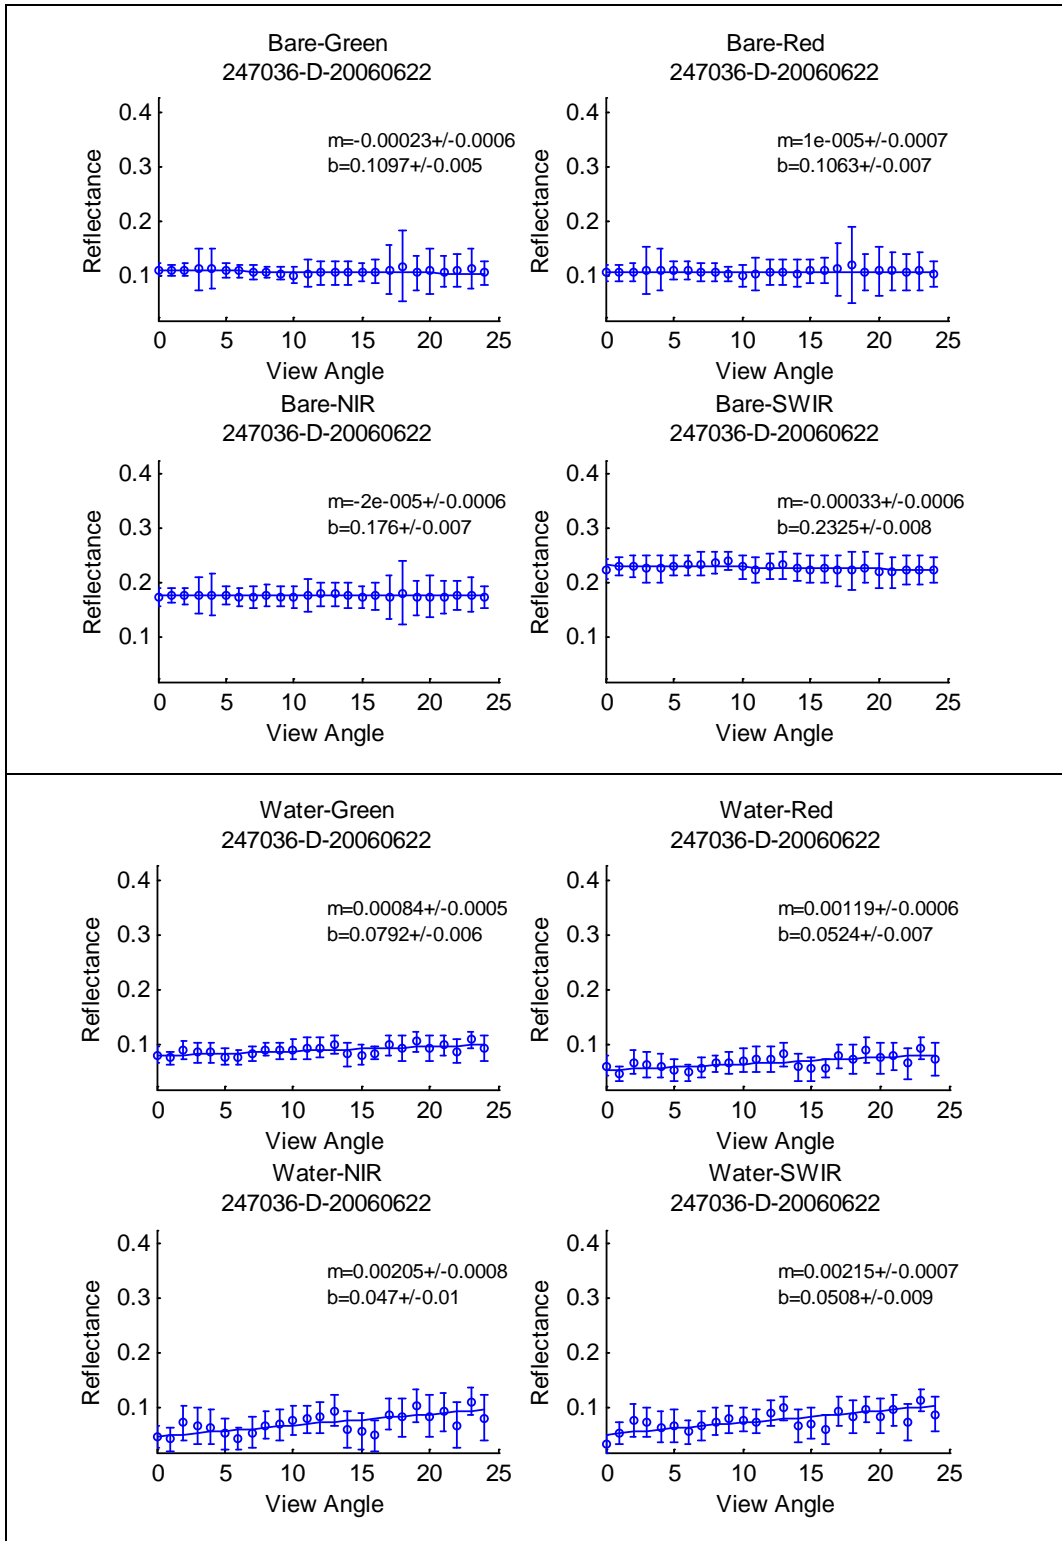 Bare-Green
247036-D-20060622
0.4
0.3
0.2
0.1
Reflectance
m=-0.00023+/-0.0006
b=0.1097+/-0.005
0 5 10 15 20 25
View Angle
Bare-Red
247036-D-20060622
0.4
0.3
0.2
0.1
Reflectance
m=1e-005+/-0.0007
b=0.1063+/-0.007
0 5 10 15 20 25
View Angle
Bare-NIR
247036-D-20060622
0.4
0.3
0.2
0.1
Reflectance
m=-2e-005+/-0.0006
b=0.176+/-0.007
0 5 10 15 20 25
View Angle
Bare-SWIR
247036-D-20060622
0.4
0.3
0.2
0.1
Reflectance
m=-0.00033+/-0.0006
b=0.2325+/-0.008
0 5 10 15 20 25
View Angle
Water-Green
247036-D-20060622
0.4
0.3
0.2
0.1
Reflectance
m=0.00084+/-0.0005
b=0.0792+/-0.006
0 5 10 15 20 25
View Angle
Water-Red
247036-D-20060622
0.4
0.3
0.2
0.1
Reflectance
m=0.00119+/-0.0006
b=0.0524+/-0.007
0 5 10 15 20 25
View Angle
Water-NIR
247036-D-20060622
0.4
0.3
0.2
0.1
Reflectance
m=0.00205+/-0.0008
b=0.047+/-0.01
0 5 10 15 20 25
View Angle
Water-SWIR
247036-D-20060622
0.4
0.3
0.2
0.1
Reflectance
m=0.00215+/-0.0007
b=0.0508+/-0.009
0 5 10 15 20 25
View Angle